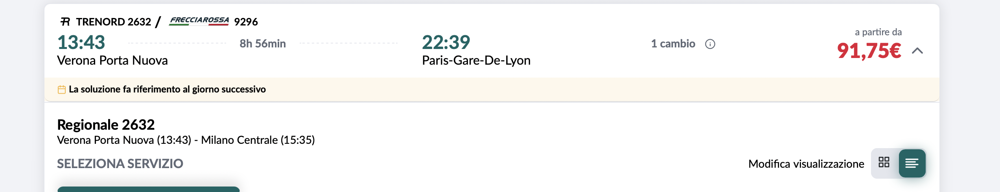 TRENORD 2632 / FRECCIAROSSA 9296
13:43 8h 56min 22:39 1 cambio a partire da 91,75€
Verona Porta Nuova Paris-Gare-De-Lyon
La soluzione fa riferimento al giorno successivo
Regionale 2632
Verona Porta Nuova (13:43) - Milano Centrale (15:35)
SELEZIONA SERVIZIO Modifica visualizzazione